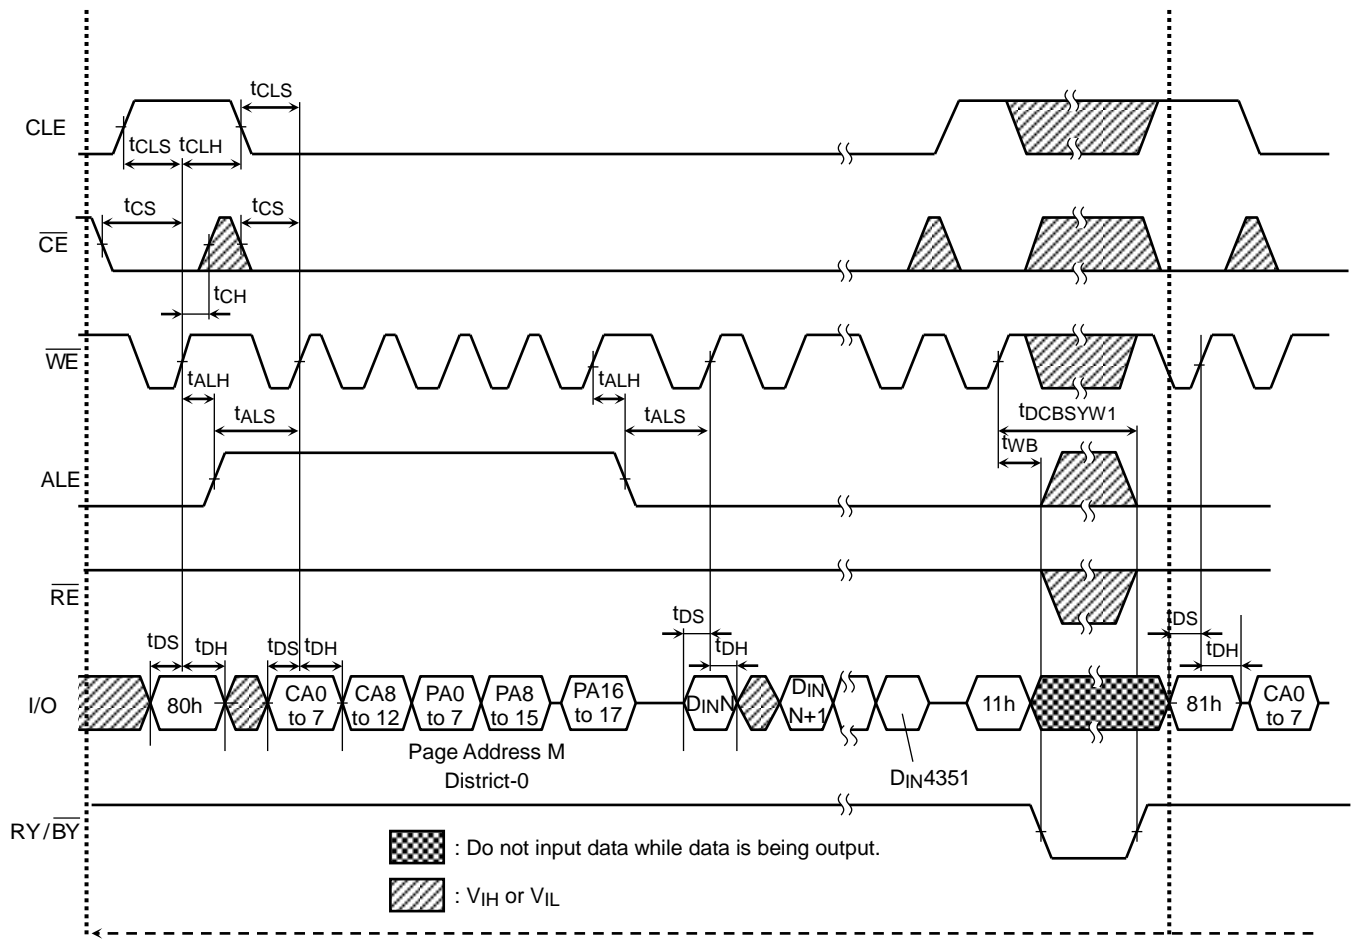 tCLS
CLE
tCLS tCLH
tCS tCS
CE
tCH
WE
tALH tALH
tALS tALS
tDCBSYW1
tWB
ALE
RE
tDS tDH tDS tDH tDS tDH tDS tDH
I/O
80h
CA0 to 7
CA8 to 12
PA0 to 7
PA8 to 15
PA16 to 17
DINN
DIN N+1
11h
81h
CA0 to 7
Page Address M
District-0
DIN4351
RY/BY
: Do not input data while data is being output.
: VIH or VIL